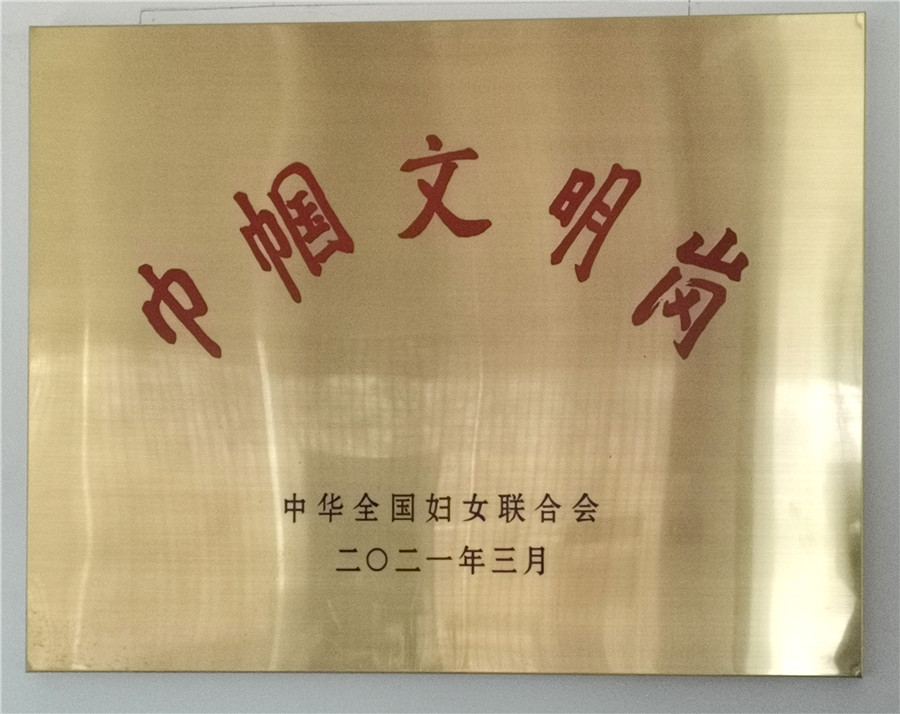 巾帼文明岗
中华全国妇女联合会
二〇二一年三月